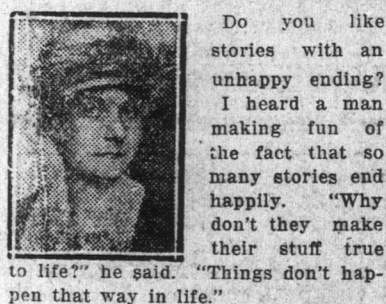 Do you like
stories with an
unhappy ending?
I heard a man
making fun of
the fact that so
many stories end
happily. "Why
don't they make
their stuff true
to life?" he said. "Things don't hap-
pen that way in life."